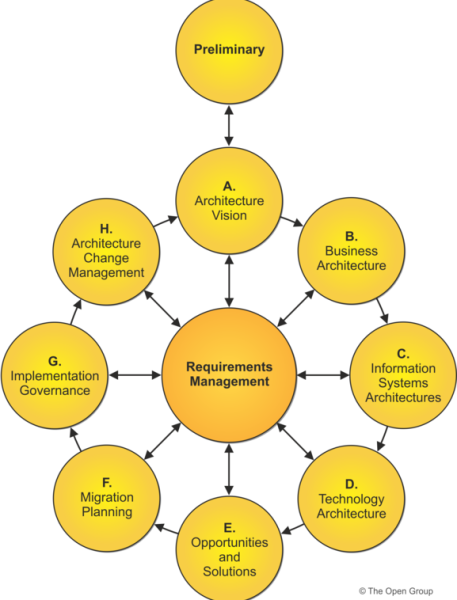 Preliminary
A.
Architecture
Vision
B.
Business
Architecture
C.
Information
Systems
Architectures
D.
Technology
Architecture
E.
Opportunities
and
Solutions
F.
Migration
Planning
G.
Implementation
Governance
H.
Architecture
Change
Management
Requirements
Management
© The Open Group